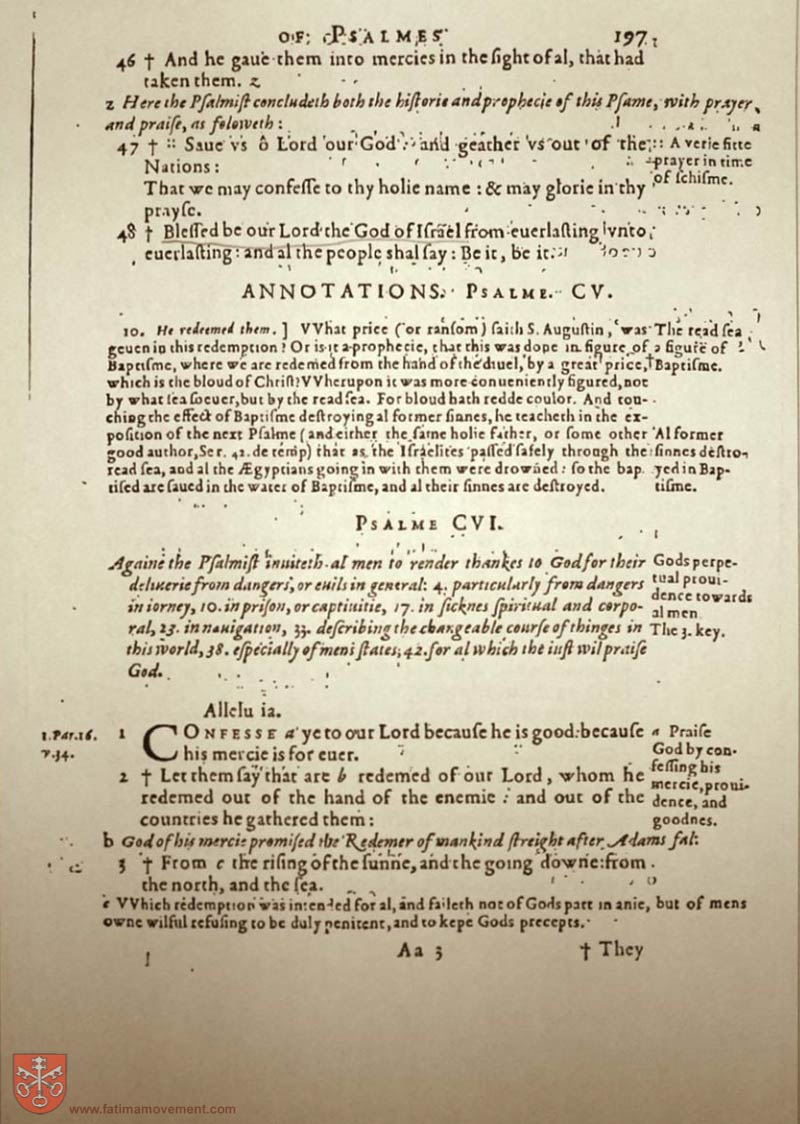 OF PSALMES 197
46 † And he gaue them into mercies in the ſight of al, that had
taken them. z
z Here the Pſalmiſt concludeth both the hiſtorie and prophecie of this Pſame, with prayer,
and praiſe, as foloweth :
47 † :: Saue vs ô Lord our God : and geather vs out of the
Nations :
:: A verie fitte
prayer in time
of ſchiſme.
That we may confeſſe to thy holie name : & may glorie in thy
prayſe.
48 † Bleſſed be our Lord the God of Iſrael from euerlaſting vnto
euerlaſting : and al the people shal ſay : Be it, be it.
ANNOTATIONS. PSALME. CV.
10. He redeemed them. ] VVhat price (or ranſom) ſaith S. Auguſtin, was
geuen in this redemption? Or is it a prophecie, that this was done in figure of
Baptiſme, where we are redeemed from the hand of the diuel, by a great price,
which is the bloud of Chriſt? VVherupon it was more conueniently figured, not
by what ſea ſoeuer, but by the read ſea. For bloud hath redde coulor. And tou-
ching the effect of Baptiſme deſtroying al former ſinnes, he teacheth in the ex-
poſition of the next Pſalme (and either the ſame holie father, or ſome other
good author, Ser. 42. de temp) that as the Iſraelites paſſed ſafely through the
read ſea, and al the Ægyptians going in with them were drowned : ſo the bap
tiſed are ſaued in the water of Baptiſme, and al their ſinnes are deſtroyed.
The read ſea
a figure of
Baptiſme.
Al former
ſinnes deſtro-
yed in Bap-
tiſme.
PSALME CVI.
Againe the Pſalmiſt inuiteth al men to render thankes to God for their
deliuerie from dangers, or euils in general: 4. particularly from dangers
in iorney, 10. in priſon, or captiuitie, 17. in ſicknes ſpiritual and corpo-
ral, 23. in nauigation, 33. deſcribing the changeable courſe of thinges in
this world, 38. eſpecially of mens ſtates, 42. for al which the iuſt wil praiſe
God.
Gods perpe-
tual proui-
dence towards
al men.
The 3. key.
Allelu ia.
1. Par. 16.
v. 34.
1 CONFESSE a ye to our Lord becauſe he is good: becauſe
his mercie is for euer.
2 † Let them ſay that are b redemed of our Lord, whom he
redemed out of the hand of the enemie : and out of the
countries he gathered them :
a Praiſe
God by con-
feſſing his
mercie, proui-
dence, and
goodnes.
b God of his mercie promiſed the Redemer of mankind ſtreight after Adams fal.
3 † From c the riſing of the ſunne, and the going downe: from
the north, and the ſea.
c VVhich redemption was intended for al, and faileth not of Gods part in anie, but of mens
owne wilful refuſing to be duly penitent, and to kepe Gods precepts.
Aa 3 † They
www.fatimamovement.com